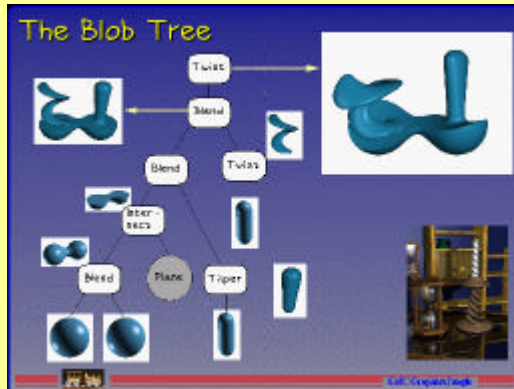 The Blob Tree
Twist
Blend
Blend
Twist
Inter-
sect
Blend
Plane
Taper